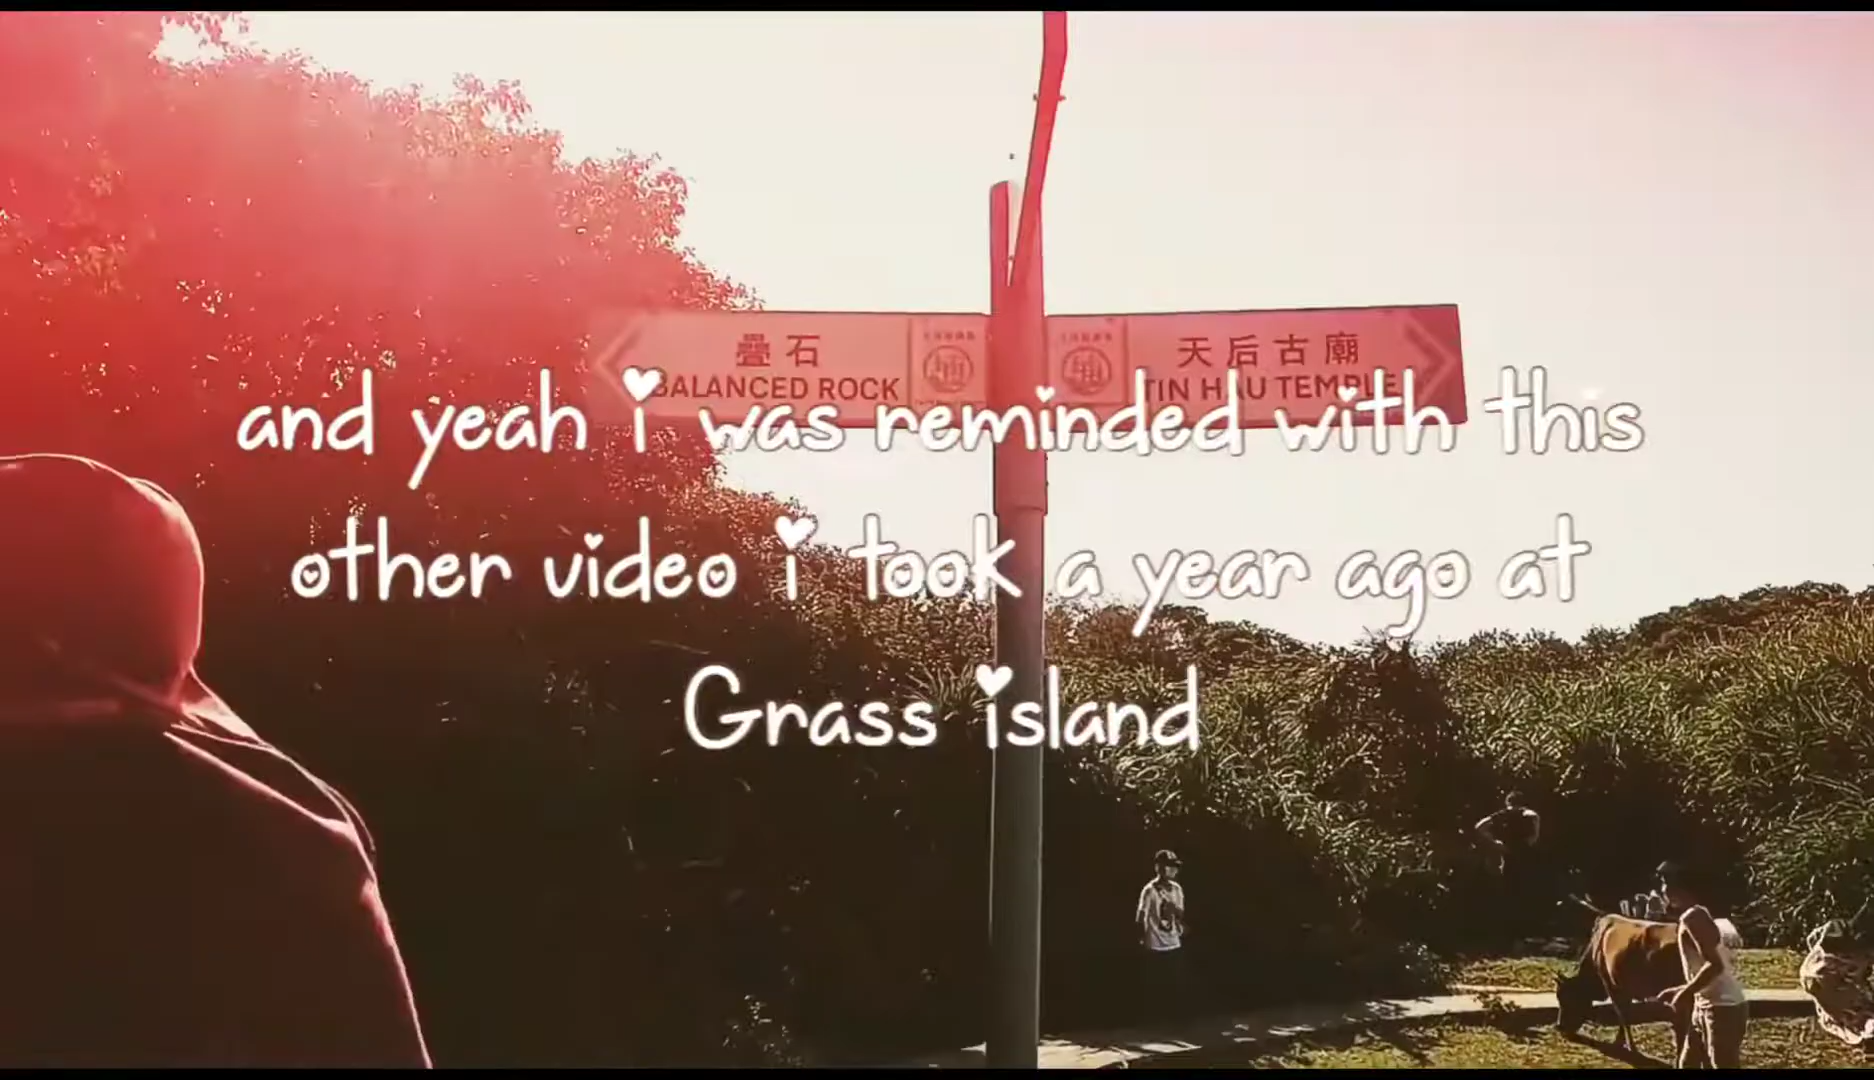 疊石
BALANCED ROCK
天后古廟
TIN HAU TEMPLE
and yeah i was reminded with this
other video i took a year ago at
Grass island